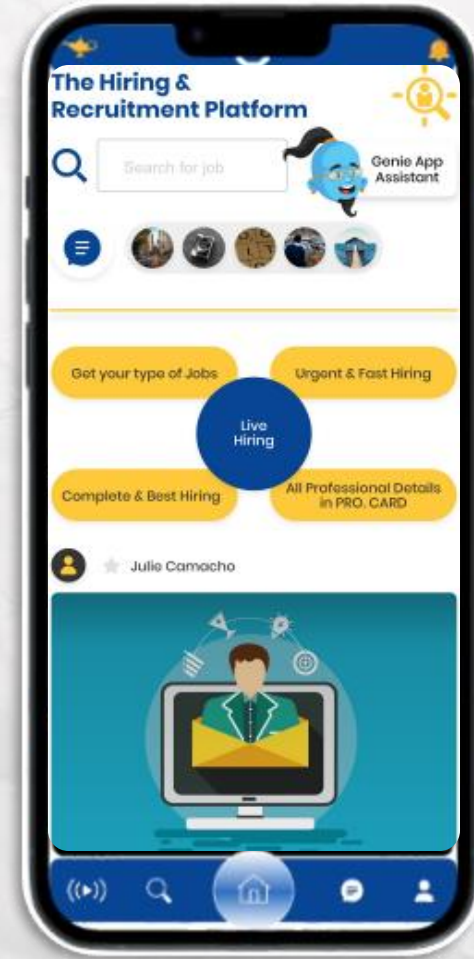 The Hiring &
Recruitment Platform
Search for job
Genie App
Assistant
Get your type of Jobs
Urgent & Fast Hiring
Live
Hiring
Complete & Best Hiring
All Professional Details
in PRO. CARD
Julie Camacho